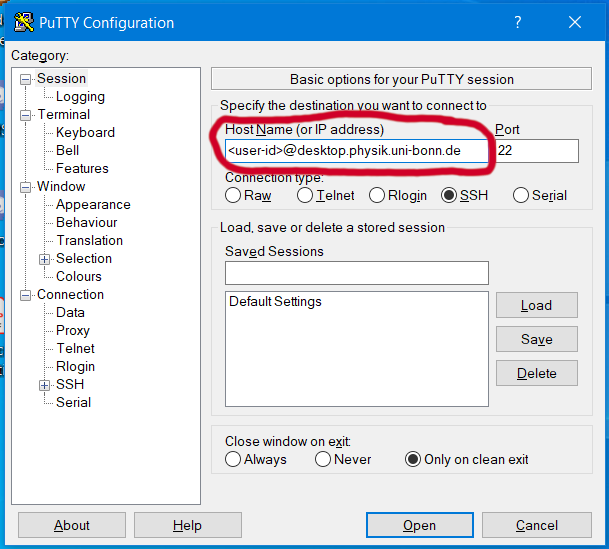 PuTTY Configuration
Category:
Session
Logging
Terminal
Keyboard
Bell
Features
Window
Appearance
Behaviour
Translation
Selection
Colours
Connection
Data
Proxy
Telnet
Rlogin
SSH
Serial
Basic options for your PuTTY session
Specify the destination you want to connect to
Host Name (or IP address) Port
<user-id>@desktop.physik.uni-bonn.de 22
Connection type:
Raw Telnet Rlogin SSH Serial
Load, save or delete a stored session
Saved Sessions
Default Settings
Load
Save
Delete
Close window on exit:
Always Never Only on clean exit
About Help Open Cancel